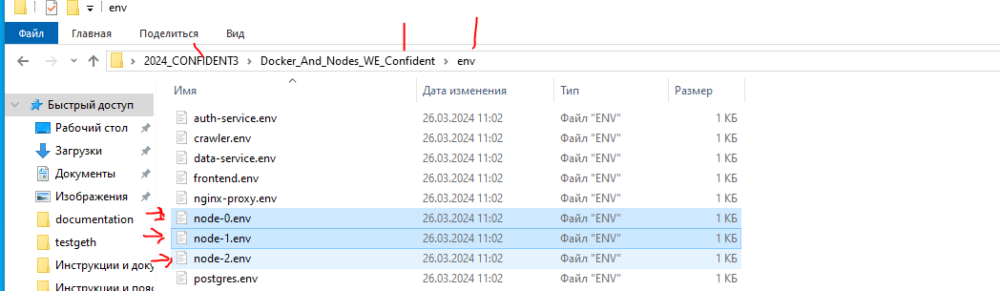 env
Файл Главная Поделиться Вид
2024_CONFIDENT3 Docker_And_Nodes_WE_Confident env
Имя Дата изменения Тип Размер
Быстрый доступ
Рабочий стол
Загрузки
Документы
Изображения
documentation
testgeth
Инструкции и доку
Инструкции и пояс
auth-service.env 26.03.2024 11:02 Файл "ENV" 1 КБ
crawler.env 26.03.2024 11:02 Файл "ENV" 1 КБ
data-service.env 26.03.2024 11:02 Файл "ENV" 1 КБ
frontend.env 26.03.2024 11:02 Файл "ENV" 1 КБ
nginx-proxy.env 26.03.2024 11:02 Файл "ENV" 1 КБ
node-0.env 26.03.2024 11:02 Файл "ENV" 1 КБ
node-1.env 26.03.2024 11:02 Файл "ENV" 1 КБ
node-2.env 26.03.2024 11:02 Файл "ENV" 1 КБ
postgres.env 26.03.2024 11:02 Файл "ENV" 1 КБ